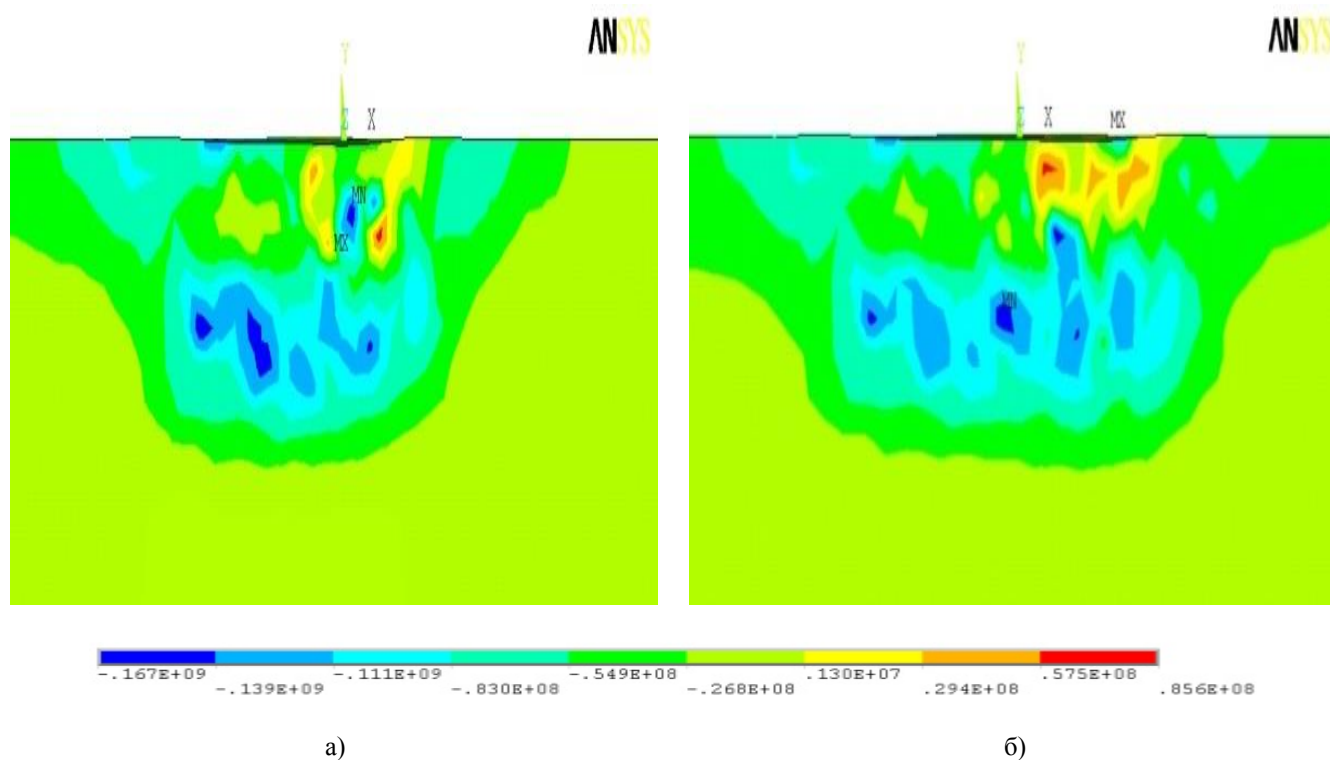 ANSYS ANSYS
Y Y
Z X Z X MX
MN
MX
MN
-.167E+09 -.111E+09 -.549E+08 .130E+07 .575E+08
-.139E+09 -.830E+08 -.268E+08 .294E+08 .856E+08
а) б)